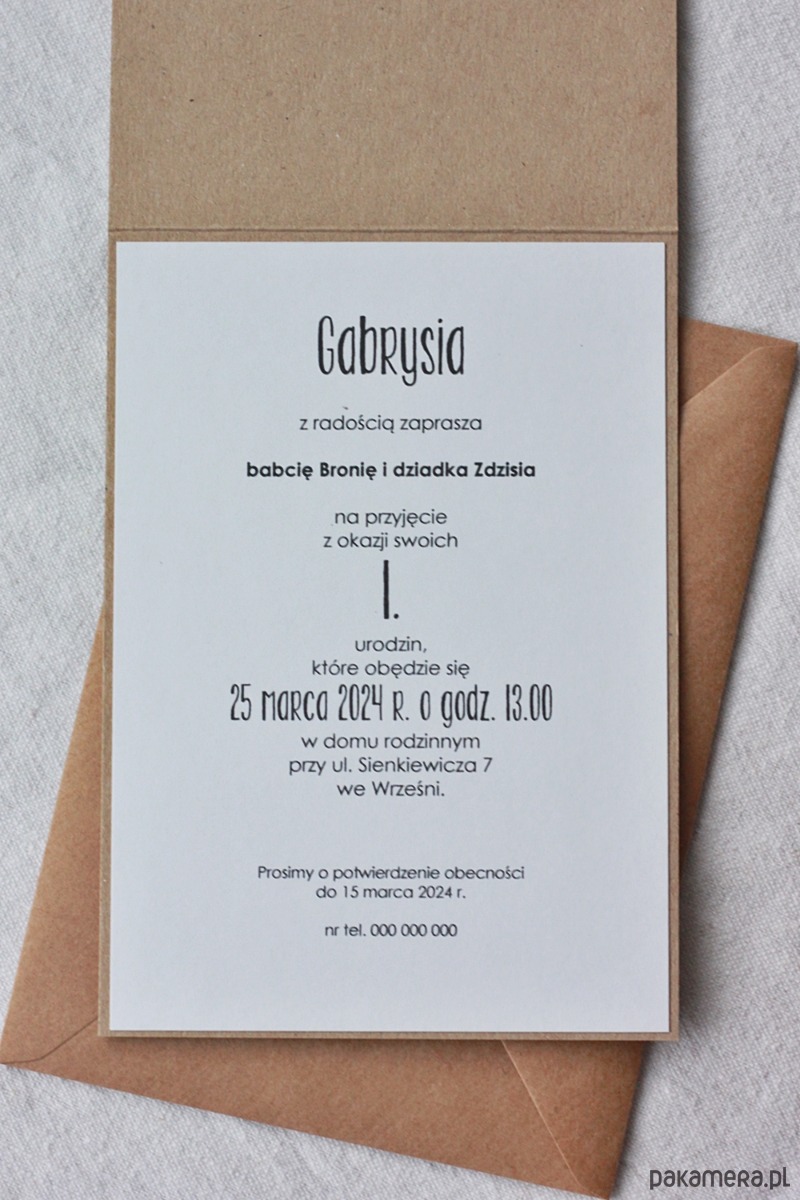 Gabrysia
z radością zaprasza
babcię Bronię i dziadka Zdzisia
na przyjęcie
z okazji swoich
1.
urodzin,
które obędzie się
25 marca 2024 r. o godz. 13.00
w domu rodzinnym
przy ul. Sienkiewicza 7
we Wrześni.
Prosimy o potwierdzenie obecności
do 15 marca 2024 r.
nr tel. 000 000 000
pakamera.pl